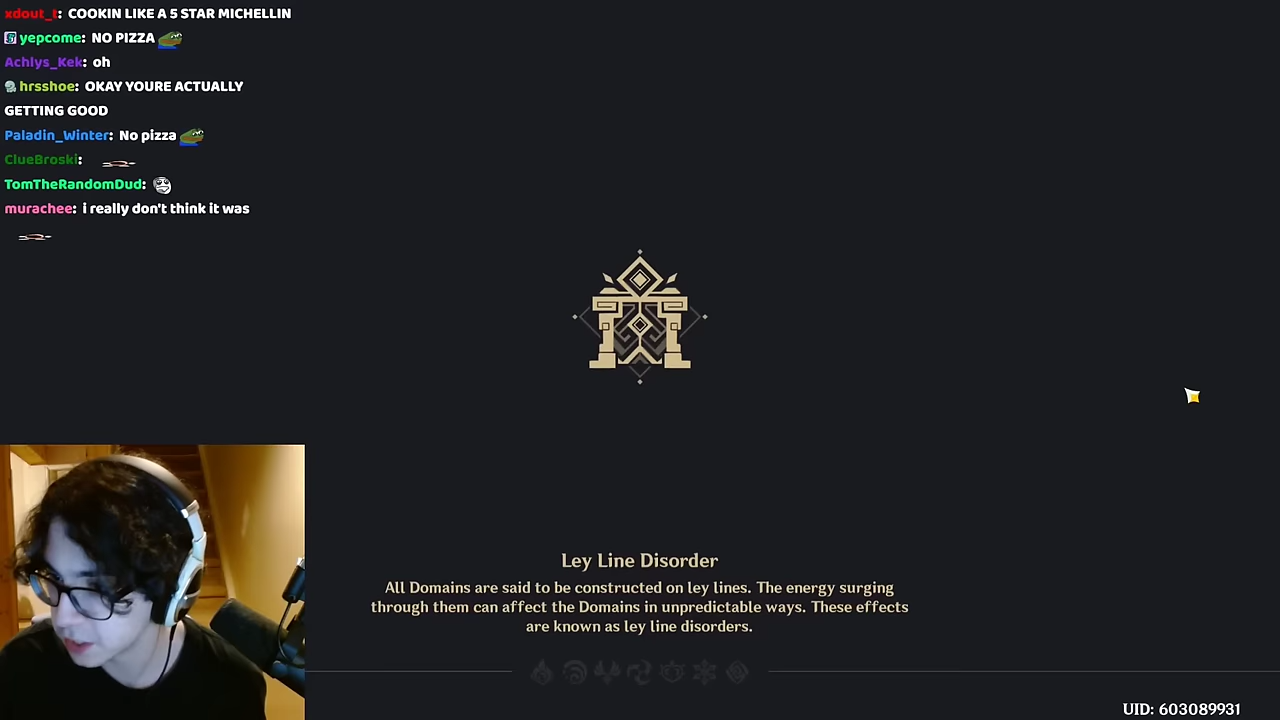 xdout_t: COOKIN LIKE A 5 STAR MICHELLIN
yepcome: NO PIZZA
Achlys_Kek: oh
hrsshoe: OKAY YOURE ACTUALLY
GETTING GOOD
Paladin_Winter: No pizza
ClueBroski:
TomTheRandomDud:
murachee: i really don't think it was
Ley Line Disorder
All Domains are said to be constructed on ley lines. The energy surging
through them can affect the Domains in unpredictable ways. These effects
are known as ley line disorders.
UID: 603089931